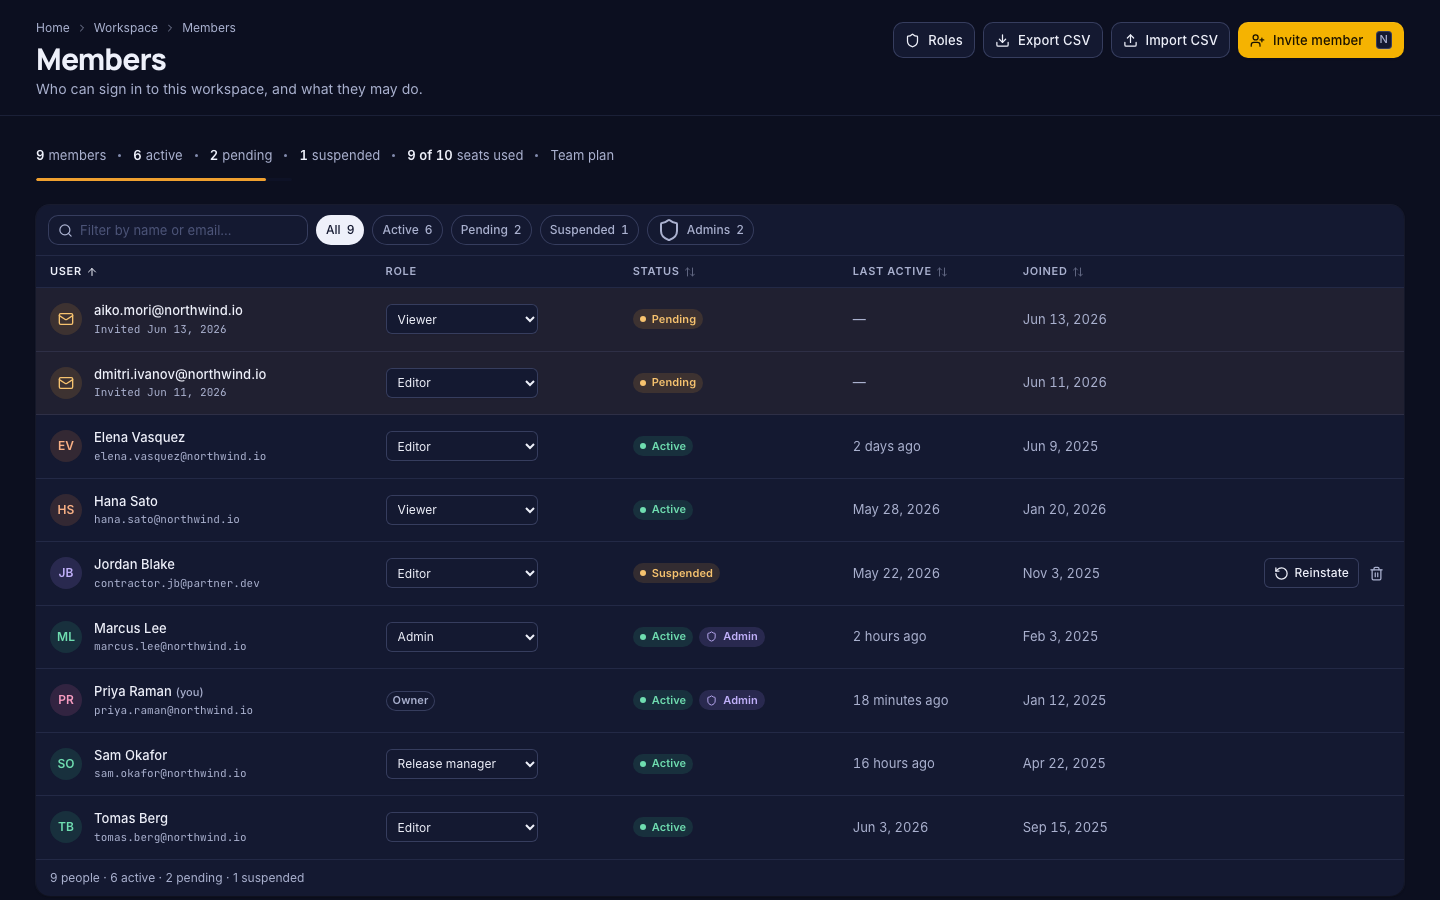 Home > Workspace > Members
Members
Who can sign in to this workspace, and what they may do.
Roles
Export CSV
Import CSV
Invite member N
9 members • 6 active • 2 pending • 1 suspended • 9 of 10 seats used • Team plan
Filter by name or email...
All 9
Active 6
Pending 2
Suspended 1
Admins 2
USER ROLE STATUS LAST ACTIVE JOINED
aiko.mori@northwind.io
Invited Jun 13, 2026
Viewer
Pending
—
Jun 13, 2026
dmitri.ivanov@northwind.io
Invited Jun 11, 2026
Editor
Pending
—
Jun 11, 2026
EV
Elena Vasquez
elena.vasquez@northwind.io
Editor
Active
2 days ago
Jun 9, 2025
HS
Hana Sato
hana.sato@northwind.io
Viewer
Active
May 28, 2026
Jan 20, 2026
JB
Jordan Blake
contractor.jb@partner.dev
Editor
Suspended
May 22, 2026
Nov 3, 2025
Reinstate
ML
Marcus Lee
marcus.lee@northwind.io
Admin
Active
Admin
2 hours ago
Feb 3, 2025
PR
Priya Raman (you)
priya.raman@northwind.io
Owner
Active
Admin
18 minutes ago
Jan 12, 2025
SO
Sam Okafor
sam.okafor@northwind.io
Release manager
Active
16 hours ago
Apr 22, 2025
TB
Tomas Berg
tomas.berg@northwind.io
Editor
Active
Jun 3, 2026
Sep 15, 2025
9 people · 6 active · 2 pending · 1 suspended